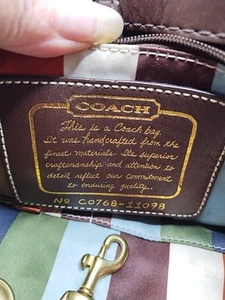 COACH
This is a Coach bag.
It was handcrafted from the
finest materials. Its superior
craftsmanship and attention to
detail reflect our commitment
to enduring quality.
No C0768-11098